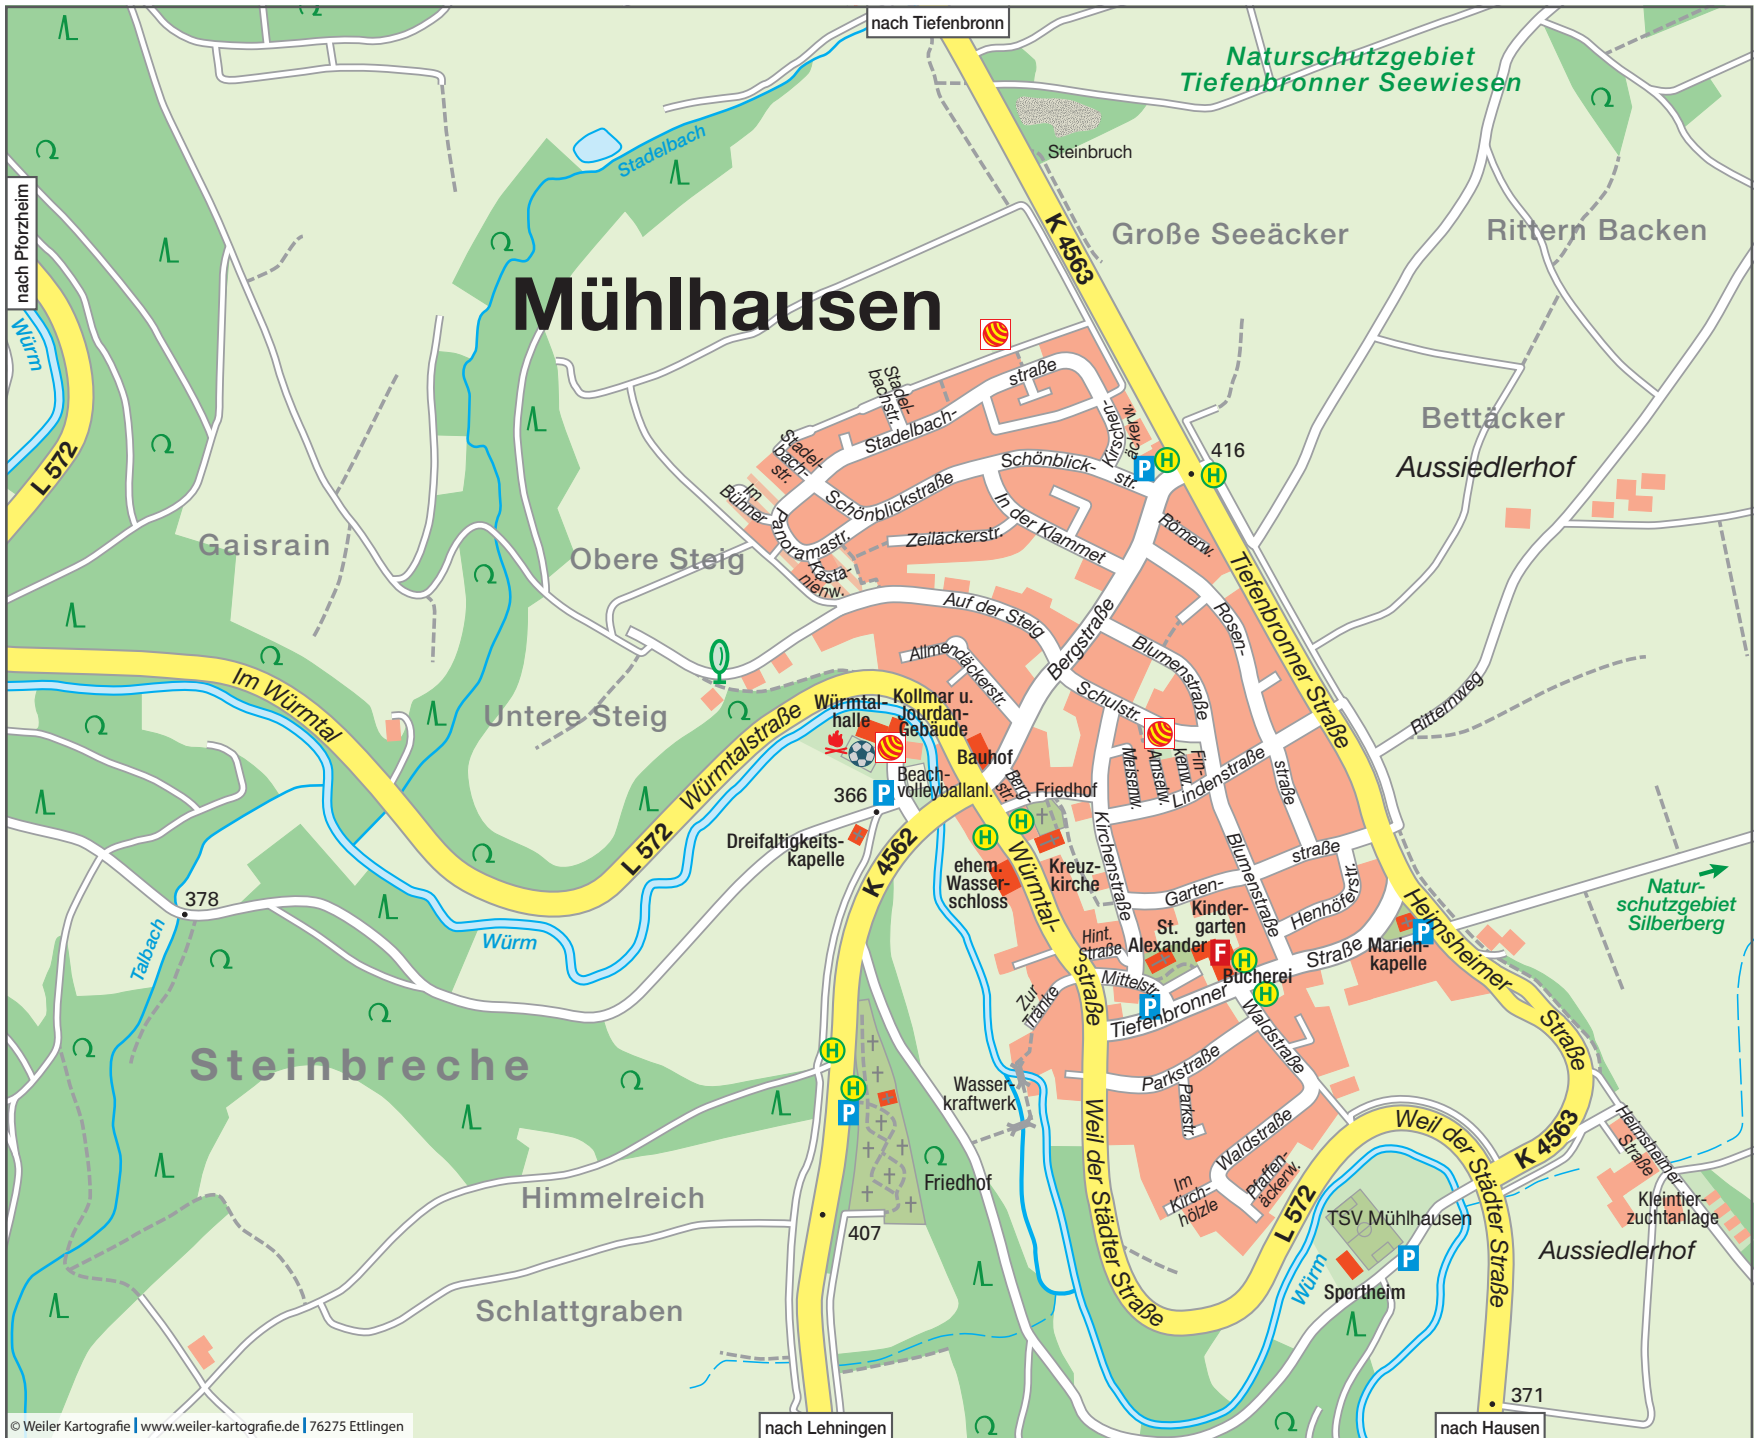 nach Tiefenbronn
Naturschutzgebiet
Tiefenbronner Seewiesen
Stadelbach
Steinbruch
nach Pforzheim
K 4563
Große Seeäcker
Rittern Backen
Mühlhausen
Würm
L 572
Stadel-
bachstr.
straße
Stadelbach-
Kirschen-
äckerw.
Bettäcker
Aussiedlerhof
416
P
H
H
Stadel-
bach-
str.
Schönblick-
str.
Im
Bühner
Schönblickstraße
Panoramastr.
In der Klammet
Zeiläckerstr.
Römerw.
Gaisrain
Obere Steig
Kasta-
nienw.
Tiefenbronner Straße
Auf der Steig
Rosen-
straße
Bergstraße
Allmendäckerstr.
Blumenstraße
Im Würmtal
Untere Steig
Schulstr.
Ritternweg
Würmtal-
halle
Kollmar u.
Jourdan-
Gebäude
Würmtalstraße
Bauhof
Meisenw.
Amselw.
Fin-
kenw.
Lindenstraße
Beach-
volleyballanl.
Berg-
str.
Friedhof
366
P
Dreifaltigkeits-
kapelle
L 572
K 4562
H
H
ehem.
Wasser-
schloss
Würmtal-
straße
Kreuz-
kirche
Kirchenstraße
Blumenstraße
Garten-
straße
Henhöferstr.
Heimsheimer
Straße
Natur-
schutzgebiet
Silberberg
378
Talbach
Würm
Kinder-
garten
St.
Alexander
F
H
Bücherei
H
Hint.
Straße
Mittelstr.
P
Tiefenbronner
Straße
Marien-
kapelle
P
Zur
Tränke
Waldstraße
Steinbreche
H
H
P
Parkstraße
Parkstr.
Wasser-
kraftwerk
Friedhof
Waldstraße
Weil der Städter Straße
Weil der Städter Straße
K 4563
Heimsheimer
Straße
Im
Kirch-
hölzle
Pfaffen-
äckerw.
L 572
Himmelreich
407
TSV Mühlhausen
P
Kleintier-
zuchtanlage
Aussiedlerhof
Würm
Sportheim
Schlattgraben
371
© Weiler Kartografie | www.weiler-kartografie.de | 76275 Ettlingen
nach Lehningen
nach Hausen